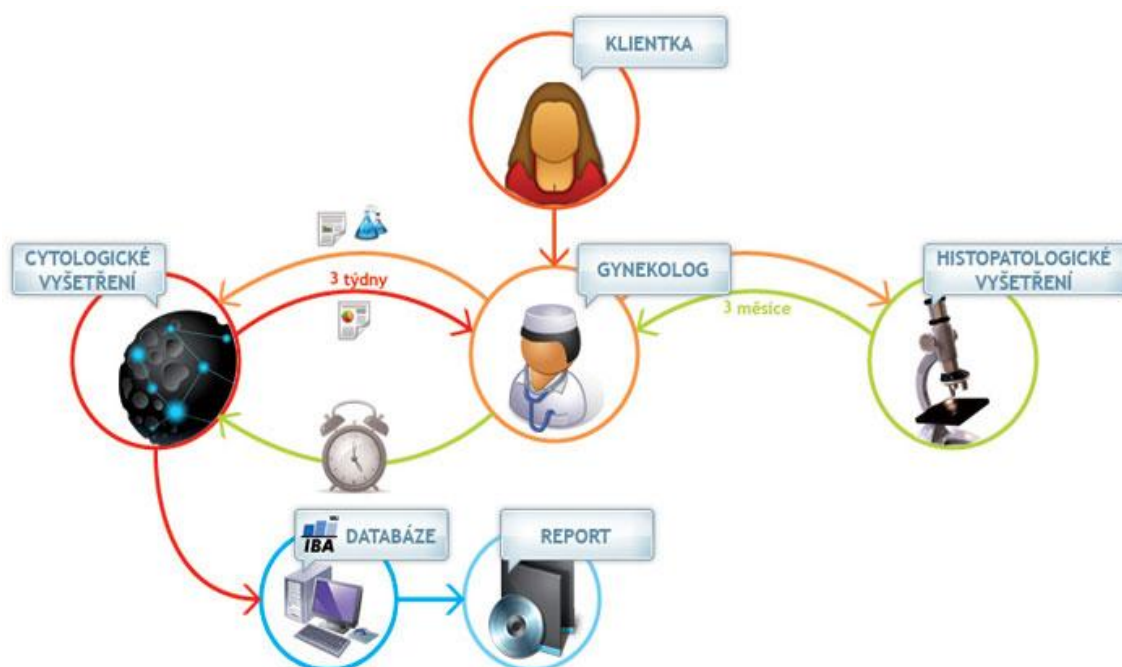 KLIENTKA
CYTOLOGICKÉ
VYŠETŘENÍ
3 týdny
GYNEKOLOG
HISTOPATOLOGICKÉ
VYŠETŘENÍ
3 měsíce
IBA DATABÁZE
REPORT